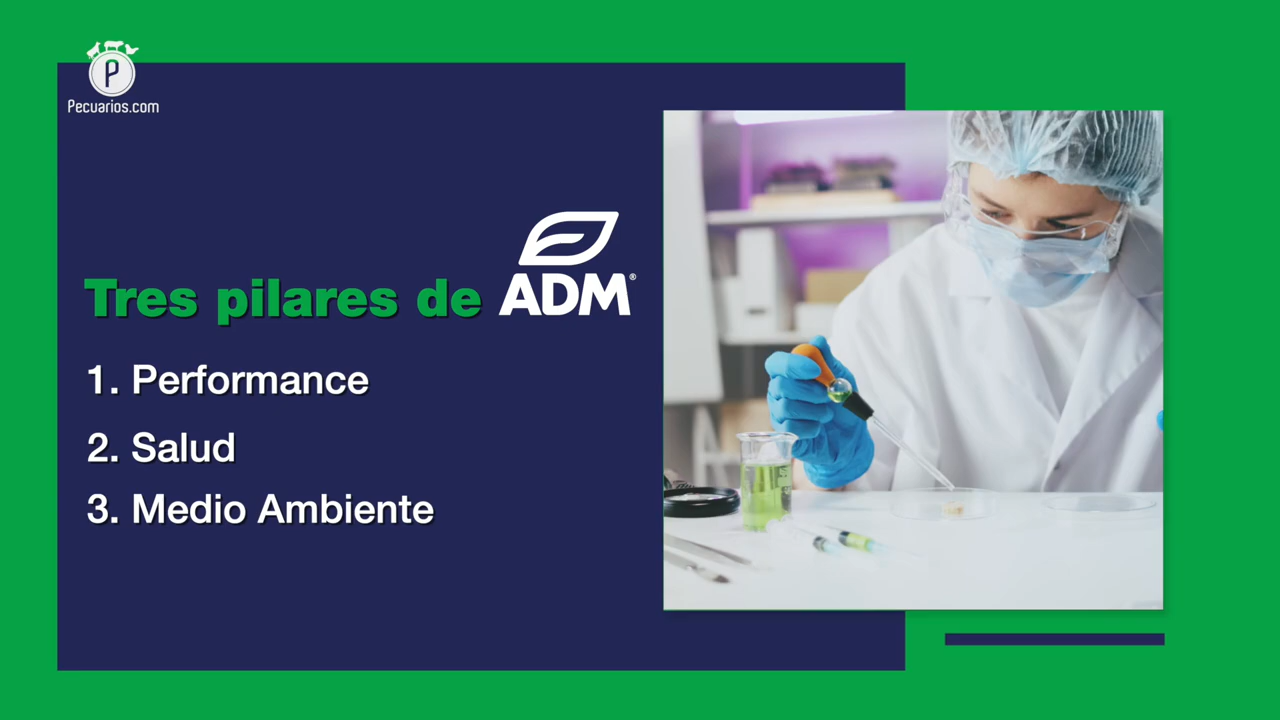 P
Pecuarios.com
Tres pilares de ADM®
1. Performance
2. Salud
3. Medio Ambiente